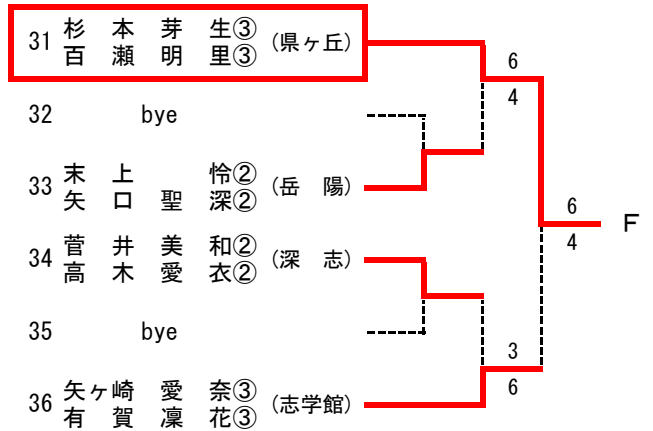 31 杉本芽生③ (県ヶ丘)
百瀬明里③
6
4
32 bye
33 末上怜② (岳陽)
矢口聖深②
6
4
F
34 菅井美和② (深志)
高木愛衣②
35 bye
3
6
36 矢ヶ崎愛奈③ (志学館)
有賀凜花③